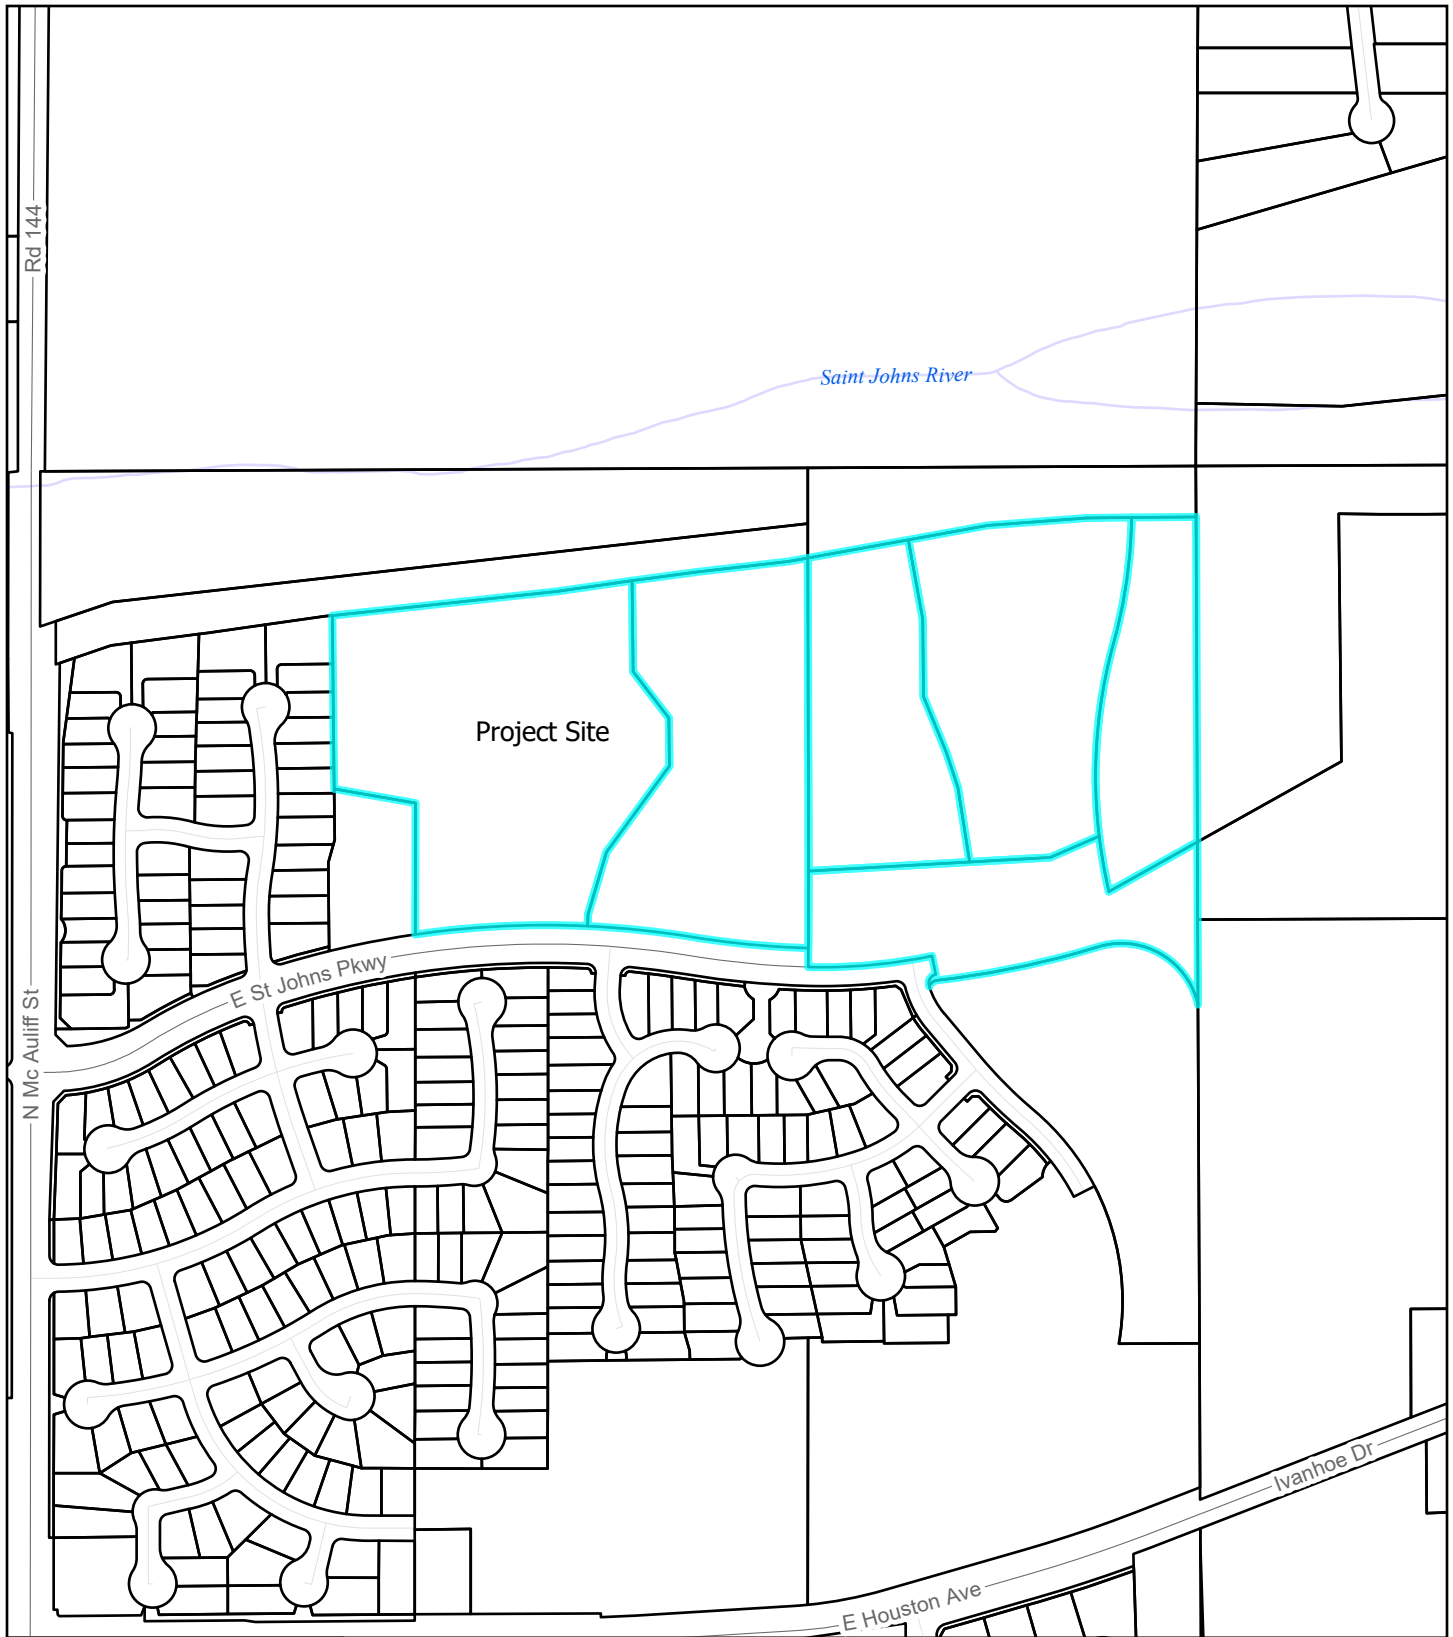 Rd 144
Saint Johns River
Project Site
E St Johns Pkwy
N Mc Auliff St
Ivanhoe Dr
E Houston Ave